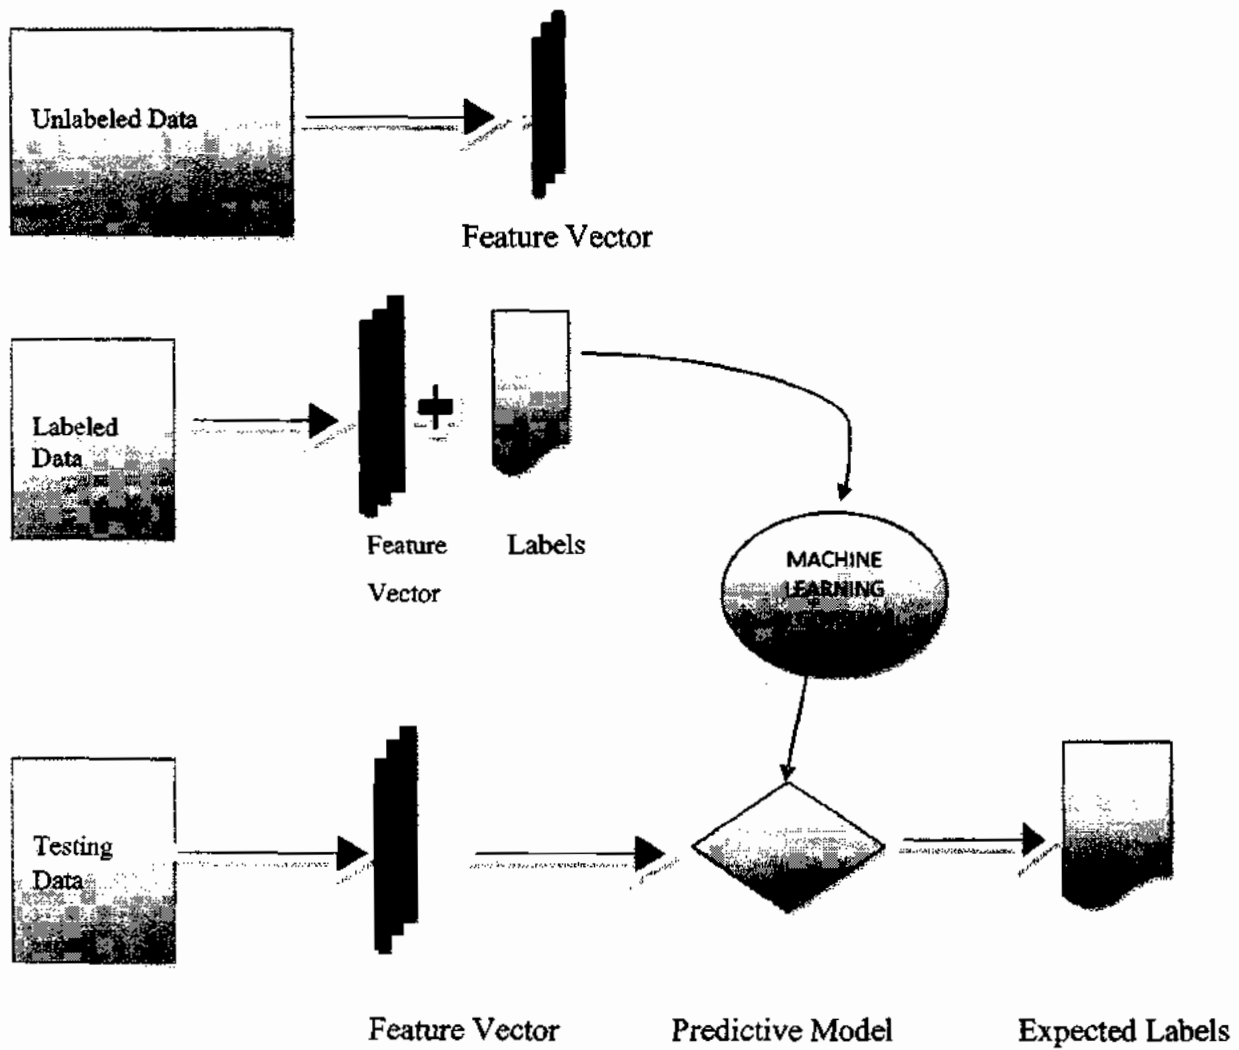 Unlabeled Data
Feature Vector
Labeled
Data
Feature
Vector
Labels
MACHINE
LEARNING
Testing
Data
Feature Vector
Predictive Model
Expected Labels